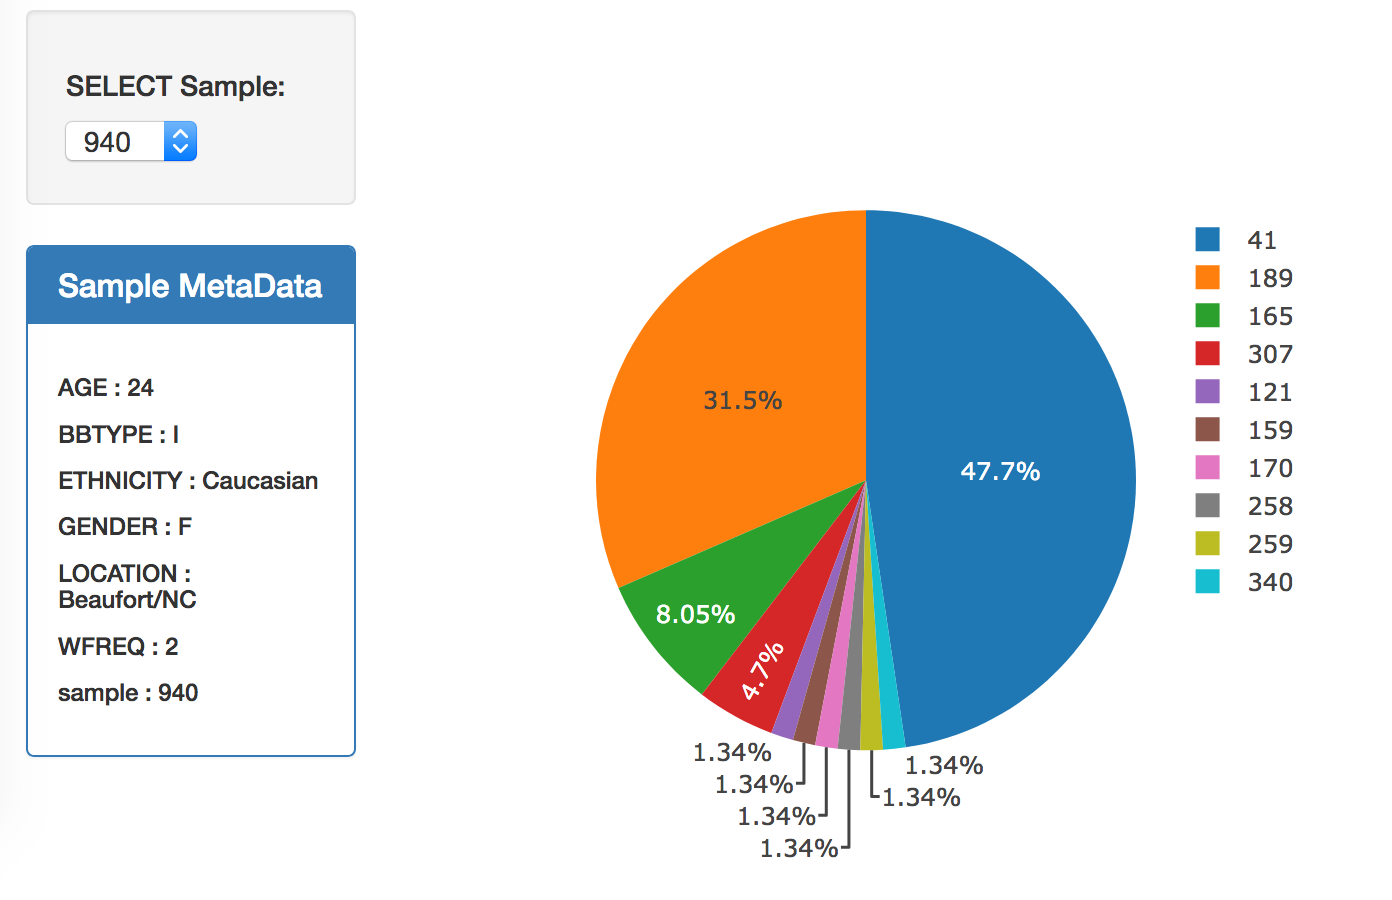 SELECT Sample:
940
Sample MetaData
AGE : 24
BBTYPE : I
ETHNICITY : Caucasian
GENDER : F
LOCATION :
Beaufort/NC
WFREQ : 2
sample : 940
31.5%
47.7%
8.05%
4.7%
1.34%
1.34%
1.34%
1.34%
1.34%
1.34%
41
189
165
307
121
159
170
258
259
340